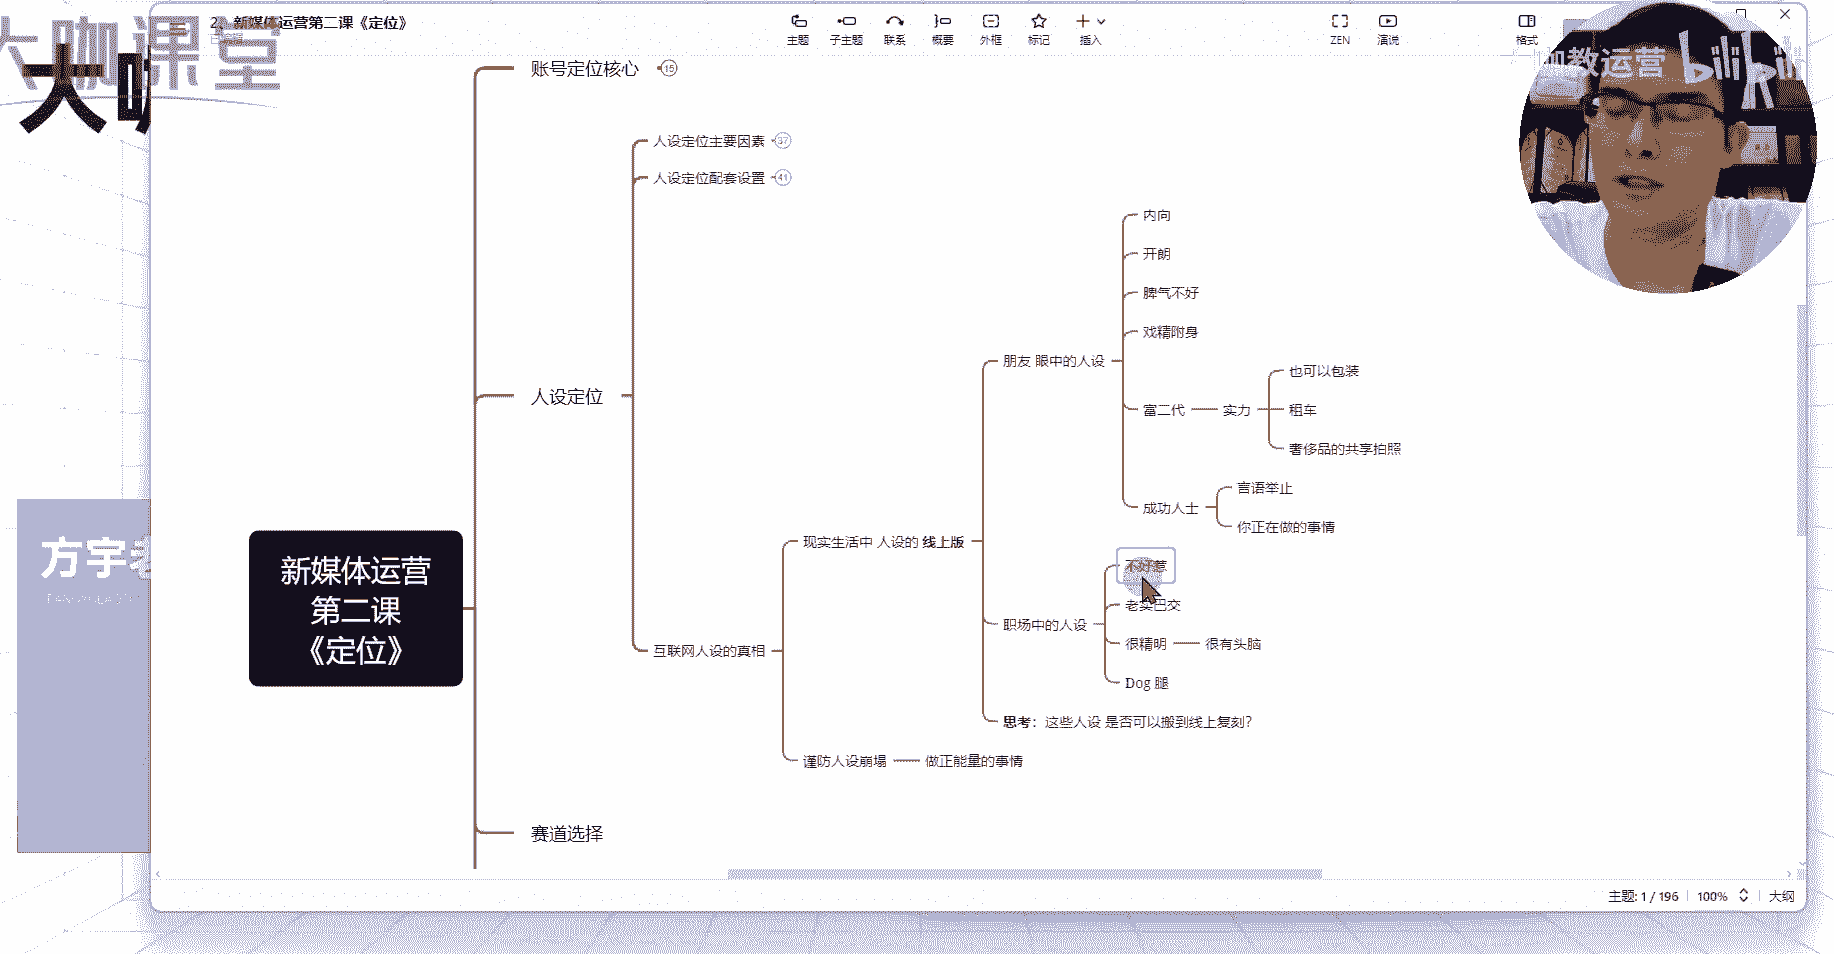 大咖课堂
大咖
2、新媒体运营第二课《定位》
已编辑
主题
子主题
联系
概要
外框
标记
插入
ZEN
演说
格式
咖教运营 bilibili
账号定位核心
15
人设定位主要因素
37
人设定位配套设置
41
内向
开朗
脾气不好
戏精附身
朋友 眼中的人设
也可以包装
人设定位
富二代
实力
租车
奢侈品的共享拍照
言语举止
成功人士
你正在做的事情
现实生活中 人设的 线上版
不好惹
新媒体运营
第二课
《定位》
方宇老
老实巴交
职场中的人设
很精明
很有头脑
互联网人设的真相
Dog 腿
思考：这些人设 是否可以搬到线上复刻？
谨防人设崩塌
做正能量的事情
赛道选择
主题: 1 / 196
100%
大纲